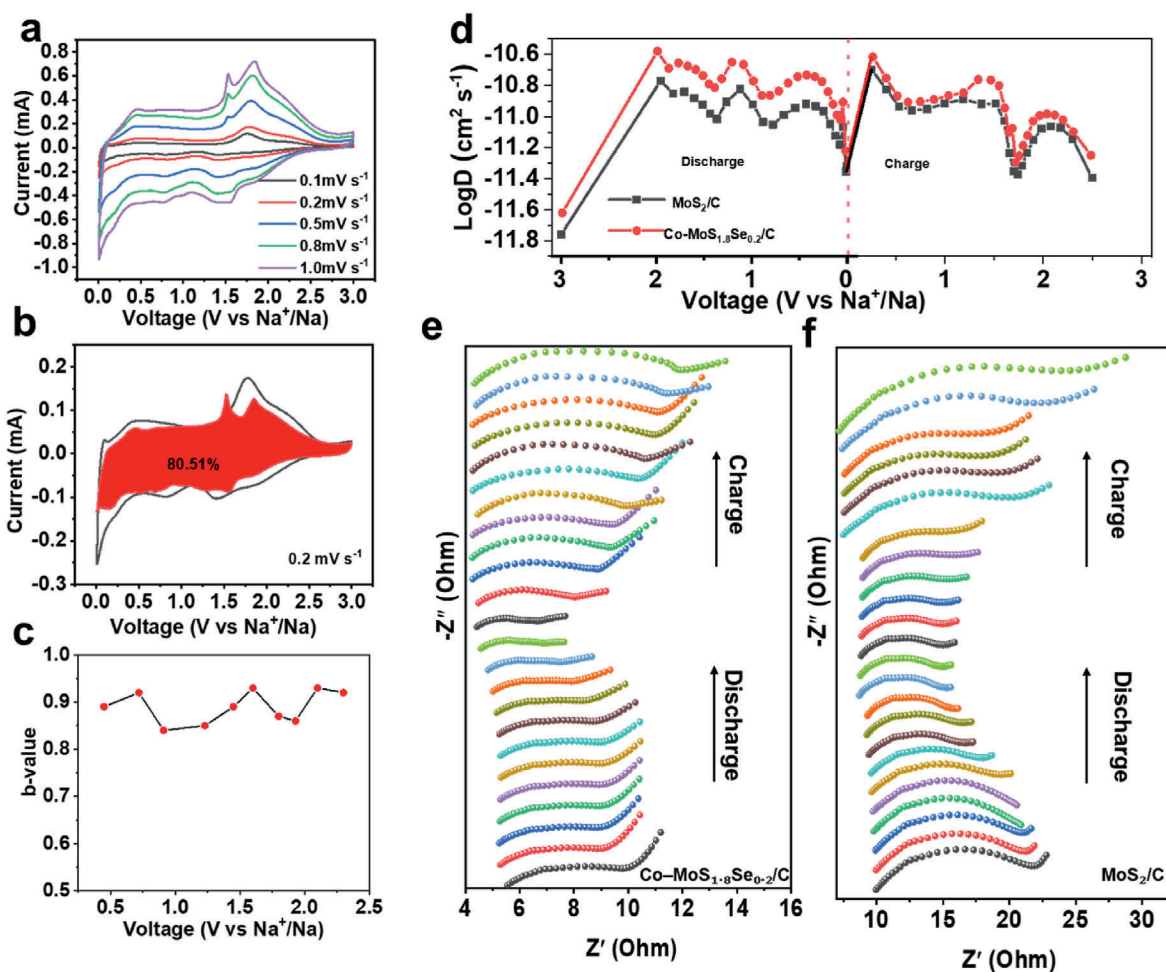 a
Current (mA)
0.8
0.6
0.4
0.2
0.0
-0.2
-0.4
-0.6
-0.8
-1.0
0.1mV s⁻¹
0.2mV s⁻¹
0.5mV s⁻¹
0.8mV s⁻¹
1.0mV s⁻¹
0.0 0.5 1.0 1.5 2.0 2.5 3.0
Voltage (V vs Na⁺/Na)
b
Current (mA)
0.2
0.1
0.0
-0.1
-0.2
-0.3
80.51%
0.2 mV s⁻¹
0.0 0.5 1.0 1.5 2.0 2.5 3.0
Voltage (V vs Na⁺/Na)
c
b-value
1.0
0.9
0.8
0.7
0.6
0.5
0.5 1.0 1.5 2.0 2.5
Voltage (V vs Na⁺/Na)
d
LogD (cm² s⁻¹)
-10.6
-10.8
-11.0
-11.2
-11.4
-11.6
-11.8
Discharge
Charge
MoS₂/C
Co-MoS₁.₈Se₀.₂/C
3 2 1 0 1 2 3
Voltage (V vs Na⁺/Na)
e
-Z″ (Ohm)
Charge
Discharge
Co–MoS₁.₈Se₀.₂/C
4 6 8 10 12 14 16
Z′ (Ohm)
f
-Z″ (Ohm)
Charge
Discharge
MoS₂/C
10 15 20 25 30
Z′ (Ohm)